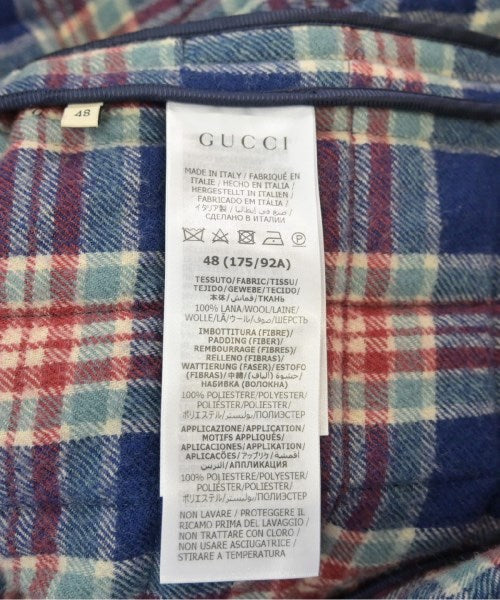 48
GUCCI
MADE IN ITALY / FABRIQUÉ EN
ITALIE / HECHO EN ITALIA /
HERGESTELLT IN ITALIEN /
FABRICADO EM ITALIA /
イタリア製 / صنع في إيطاليا /
СДЕЛАНО В ИТАЛИИ
48 (175/92A)
TESSUTO/FABRIC/TISSU/
TEJIDO/GEWEBE/TECIDO/
本体/قماش/ТКАНЬ
100% LANA/WOOL/LAINE/
WOLLE/LÃ/ウール/صوف/ШЕРСТЬ
IMBOTTITURA (FIBRE)/
PADDING (FIBER)/
REMBOURRAGE (FIBRES)/
RELLENO (FIBRAS)/
WATTIERUNG (FASER)/ESTOFO
(FIBRAS)/中綿/حشوة (ألياف)/
НАБИВКА (ВОЛОКНА)
100% POLIESTERE/POLYESTER/
POLIÉSTER/POLYESTER/
ポリエステル/بوليستر/ПОЛИЭСТЕР
APPLICAZIONE/APPLICATION/
MOTIFS APPLIQUÉS/
APLICACIONES/APPLIKATION/
APLICAÇÕES/アップリケ/
التزيين/АППЛИКАЦИЯ
100% POLIESTERE/POLYESTER/
POLIÉSTER/POLYESTER/
ポリエステル/بوليستر/ПОЛИЭСТЕР
NON LAVARE / PROTEGGERE IL
RICAMO PRIMA DEL LAVAGGIO /
NON TRATTARE CON CLORO /
NON USARE ASCIUGATRICE /
STIRARE A TEMPERATURA